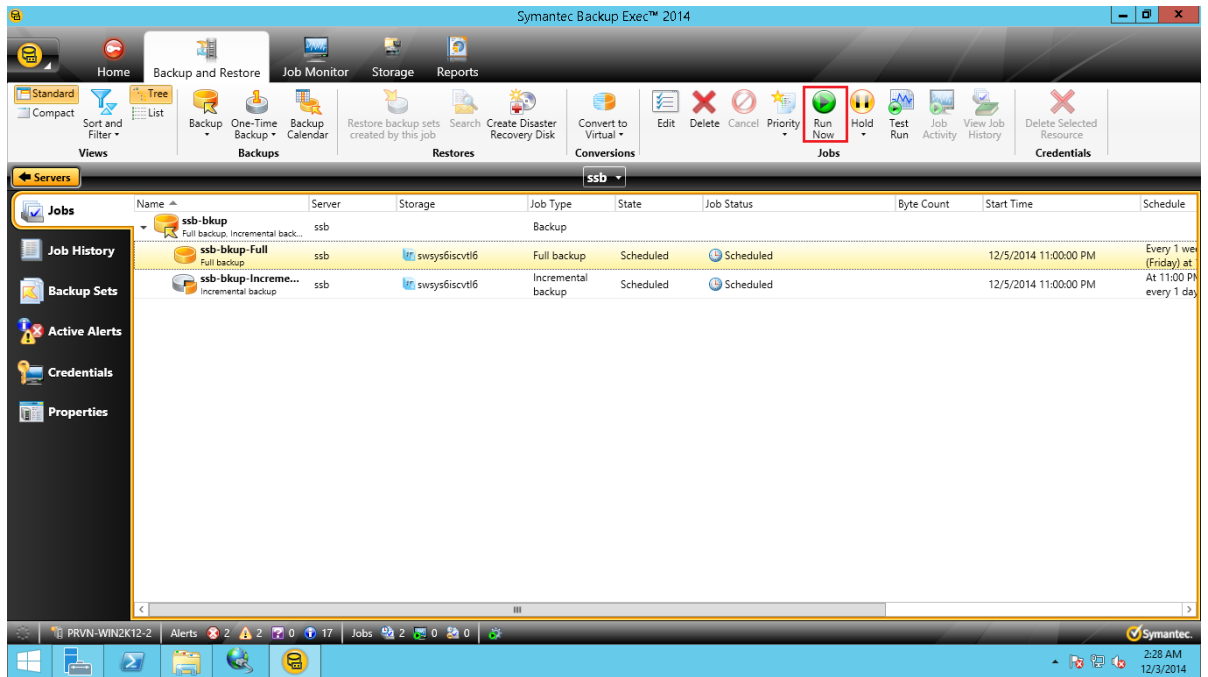 Symantec Backup Exec™ 2014
Home
Backup and Restore
Job Monitor
Storage
Reports
Standard
Compact
Sort and
Filter
Tree
List
Views
Backup
One-Time
Backup
Backup
Calendar
Backups
Restore backup sets
created by this job
Search
Create Disaster
Recovery Disk
Restores
Convert to
Virtual
Conversions
Edit
Delete
Cancel
Priority
Run
Now
Hold
Test
Run
Job
Activity
View Job
History
Jobs
Delete Selected
Resource
Credentials
Servers
ssb
Jobs
Job History
Backup Sets
Active Alerts
Credentials
Properties
Name Server Storage Job Type State Job Status Byte Count Start Time Schedule
ssb-bkup
Full backup, Incremental back...
ssb Backup
ssb-bkup-Full
Full backup
ssb swsys6iscvtl6 Full backup Scheduled Scheduled 12/5/2014 11:00:00 PM
Every 1 wee
(Friday) at
ssb-bkup-Increme...
Incremental backup
ssb swsys6iscvtl6
Incremental
backup
Scheduled Scheduled 12/5/2014 11:00:00 PM
At 11:00 PM
every 1 day
PRVN-WIN2K12-2 Alerts 2 2 0 17 Jobs 2 0 0
Symantec.
2:28 AM
12/3/2014